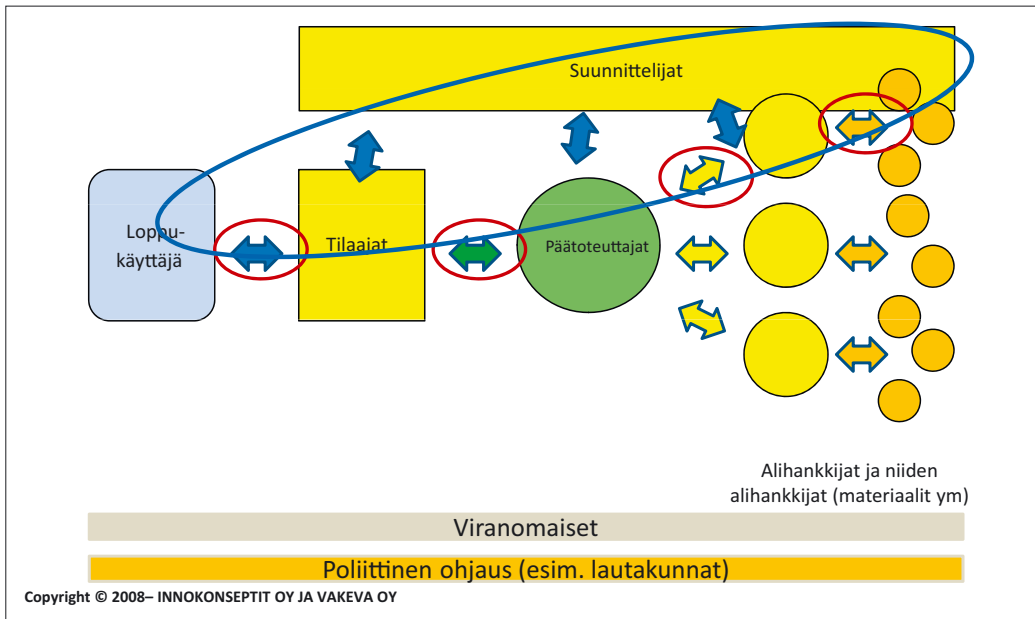 Suunnittelijat
Loppu-
käyttäjä
Tilaajat
Päätoteuttajat
Alihankkijat ja niiden
alihankkijat (materiaalit ym)
Viranomaiset
Poliittinen ohjaus (esim. lautakunnat)
Copyright © 2008– INNOKONSEPTIT OY JA VAKEVA OY